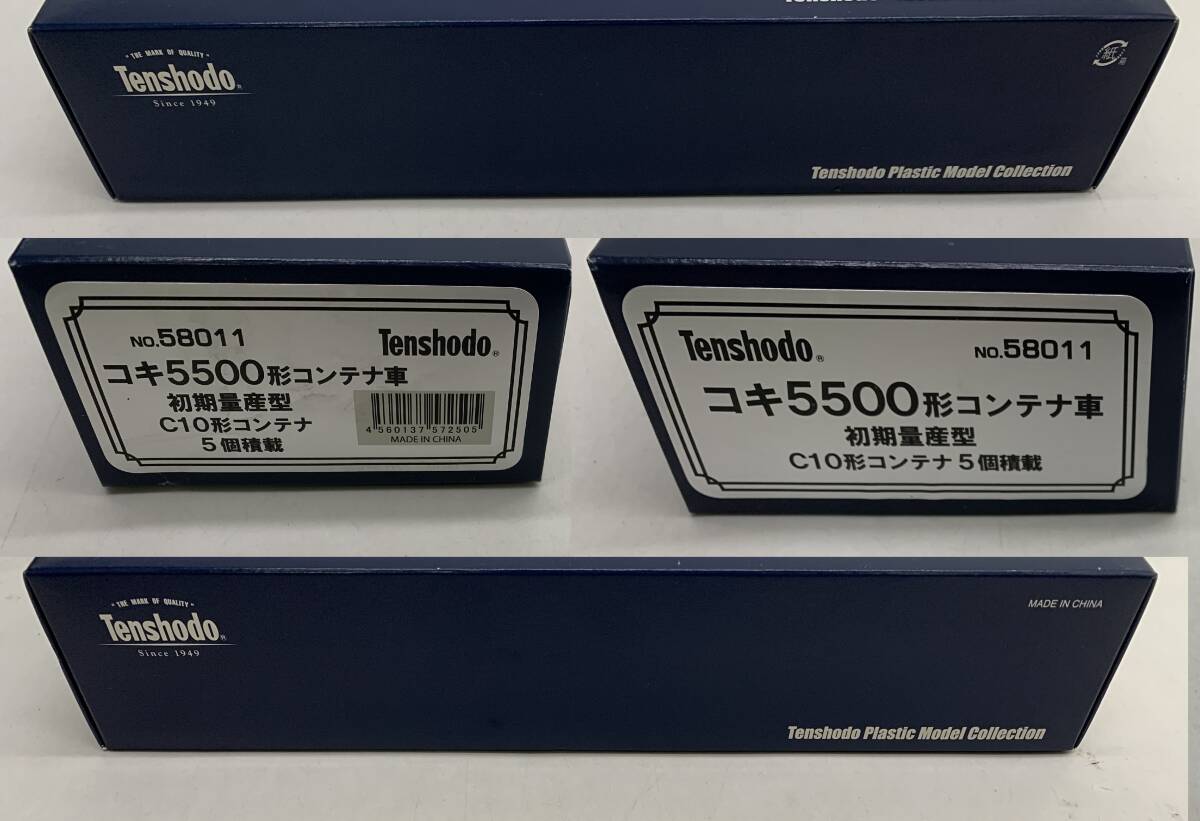 - THE MARK OF QUALITY -
Tenshodo®
Since 1949
紙
Tenshodo Plastic Model Collection
NO.58011
Tenshodo®
コキ5500形コンテナ車
初期量産型
C10形コンテナ
5個積載
4560137572505
MADE IN CHINA
Tenshodo®
NO.58011
コキ5500形コンテナ車
初期量産型
C10形コンテナ5個積載
- THE MARK OF QUALITY -
Tenshodo®
Since 1949
MADE IN CHINA
Tenshodo Plastic Model Collection